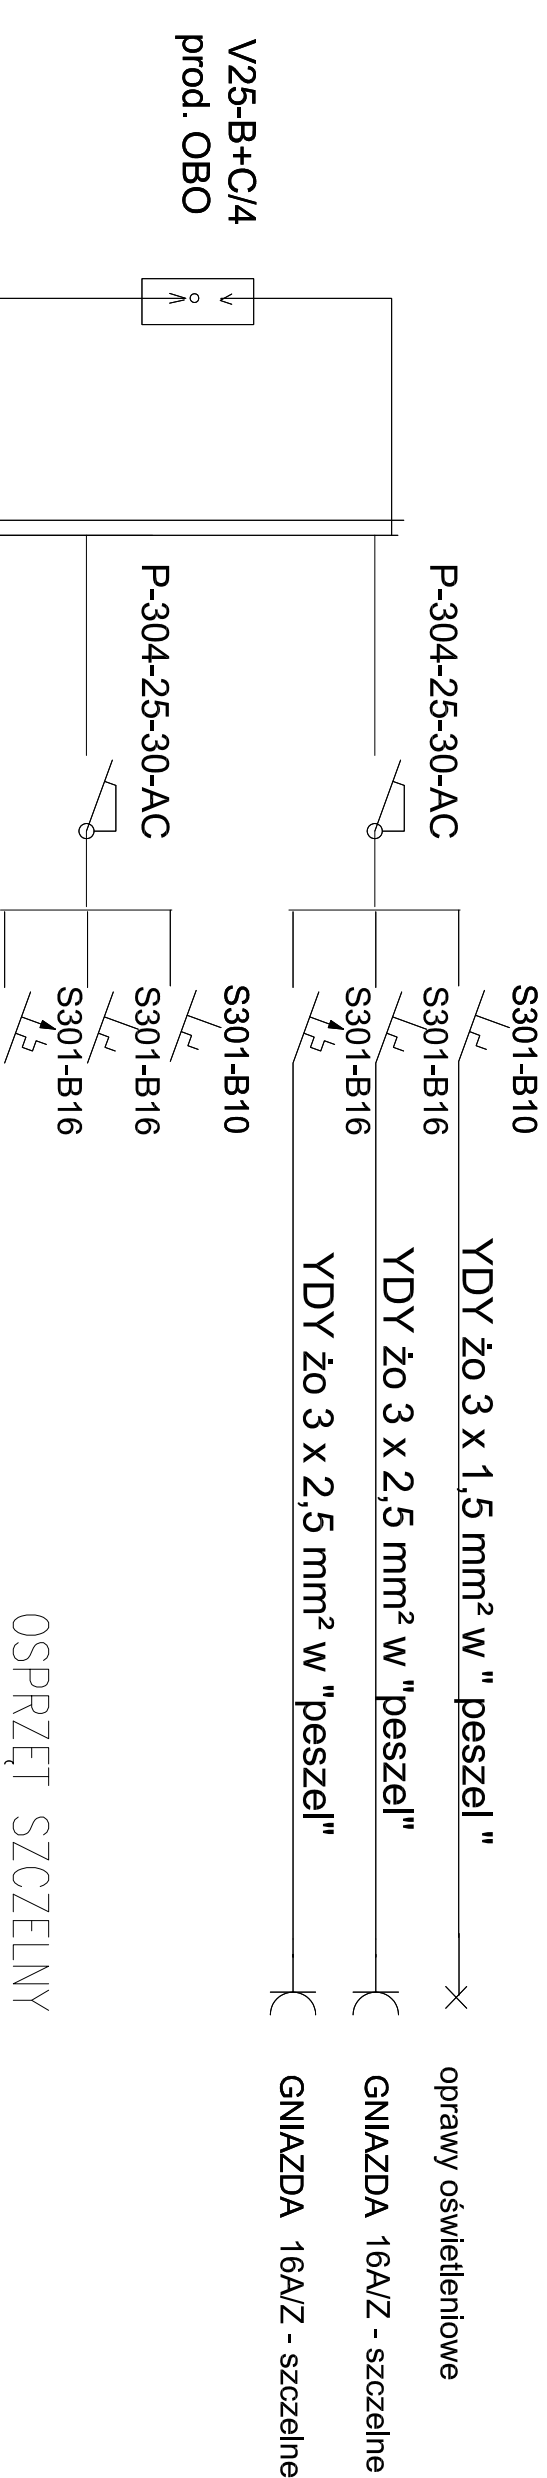 V25-B+C/4
prod. OBO
P-304-25-30-AC
P-304-25-30-AC
S301-B10
S301-B16
S301-B16
S301-B10
S301-B16
S301-B16
YDY żo 3 x 1,5 mm² w " peszel "
YDY żo 3 x 2,5 mm² w "peszel"
YDY żo 3 x 2,5 mm² w "peszel"
oprawy oświetleniowe
GNIAZDA 16A/Z - szczelne
GNIAZDA 16A/Z - szczelne
OSPRZĘT SZCZELNY